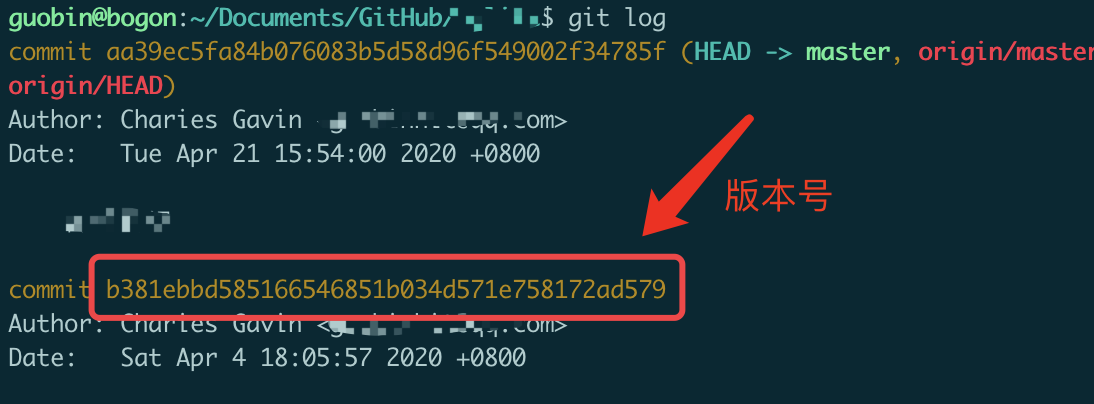 guobin@bogon:~/Documents/GitHub/ $ git log
commit aa39ec5fa84b076083b5d58d96f549002f34785f (HEAD -> master, origin/master
origin/HEAD)
Author: Charies Gavin
Date:   Tue Apr 21 15:54:00 2020 +0800
版本号
commit b381ebbd585166546851b034d571e758172ad579
Author: Charies Gavin
Date:   Sat Apr 4 18:05:57 2020 +0800